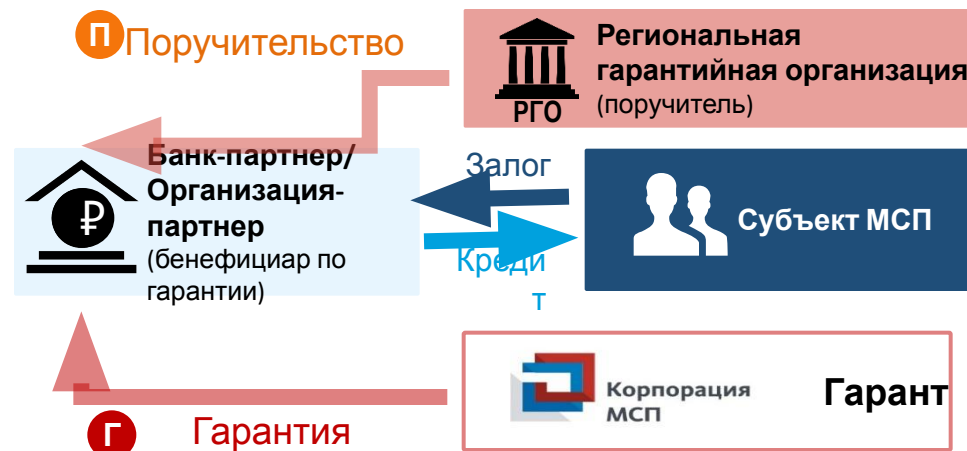 П Поручительство
Региональная
гарантийная организация
(поручитель)
РГО
Банк-партнер/
Организация-
партнер
(бенефициар по
гарантии)
₽
Залог
Креди
т
Субъект МСП
Корпорация
МСП
Гарант
Г Гарантия